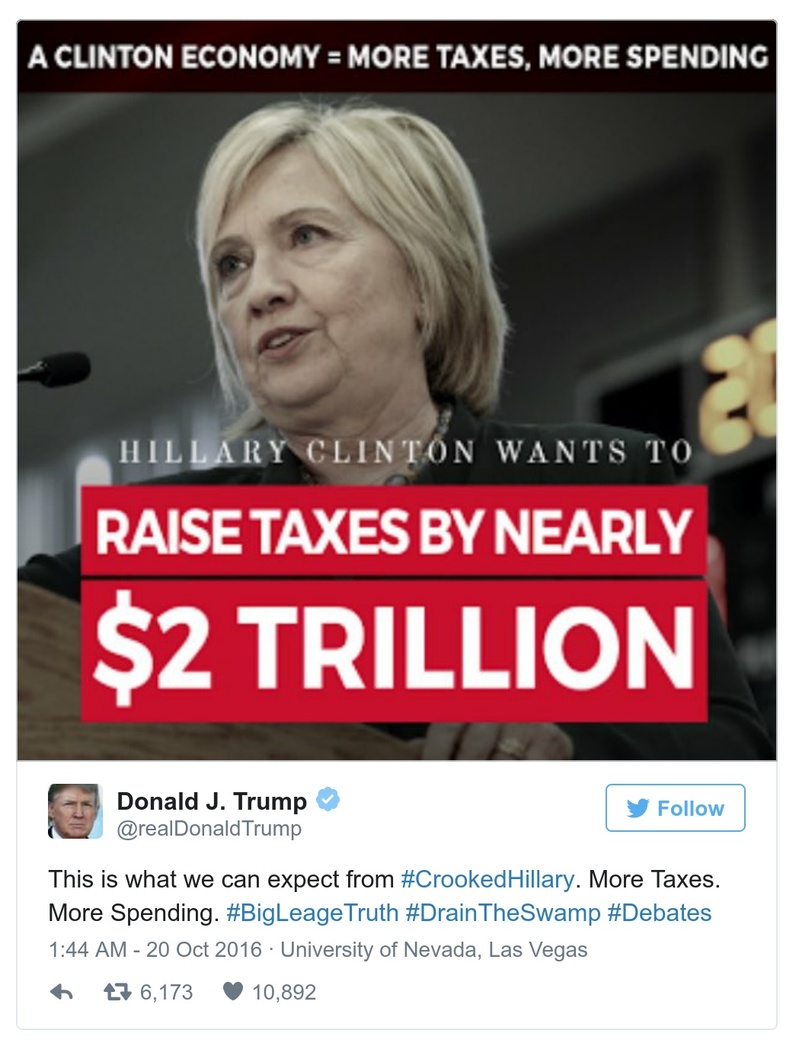 A CLINTON ECONOMY = MORE TAXES, MORE SPENDING
HILLARY CLINTON WANTS TO
RAISE TAXES BY NEARLY
$2 TRILLION
Donald J. Trump
@realDonaldTrump
Follow
This is what we can expect from #CrookedHillary. More Taxes.
More Spending. #BigLeageTruth #DrainTheSwamp #Debates
1:44 AM - 20 Oct 2016 · University of Nevada, Las Vegas
6,173 10,892